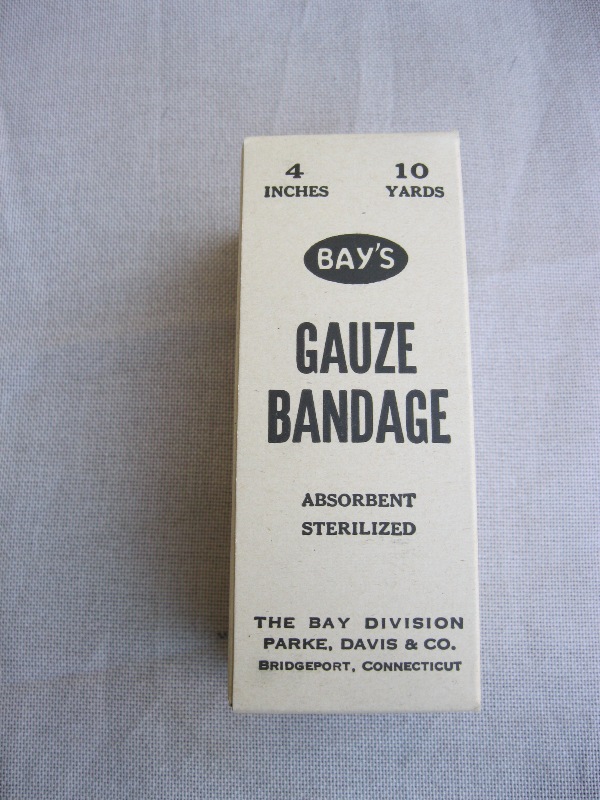 4 10
INCHES YARDS
BAY'S
GAUZE
BANDAGE
ABSORBENT
STERILIZED
THE BAY DIVISION
PARKE, DAVIS & CO.
BRIDGEPORT, CONNECTICUT